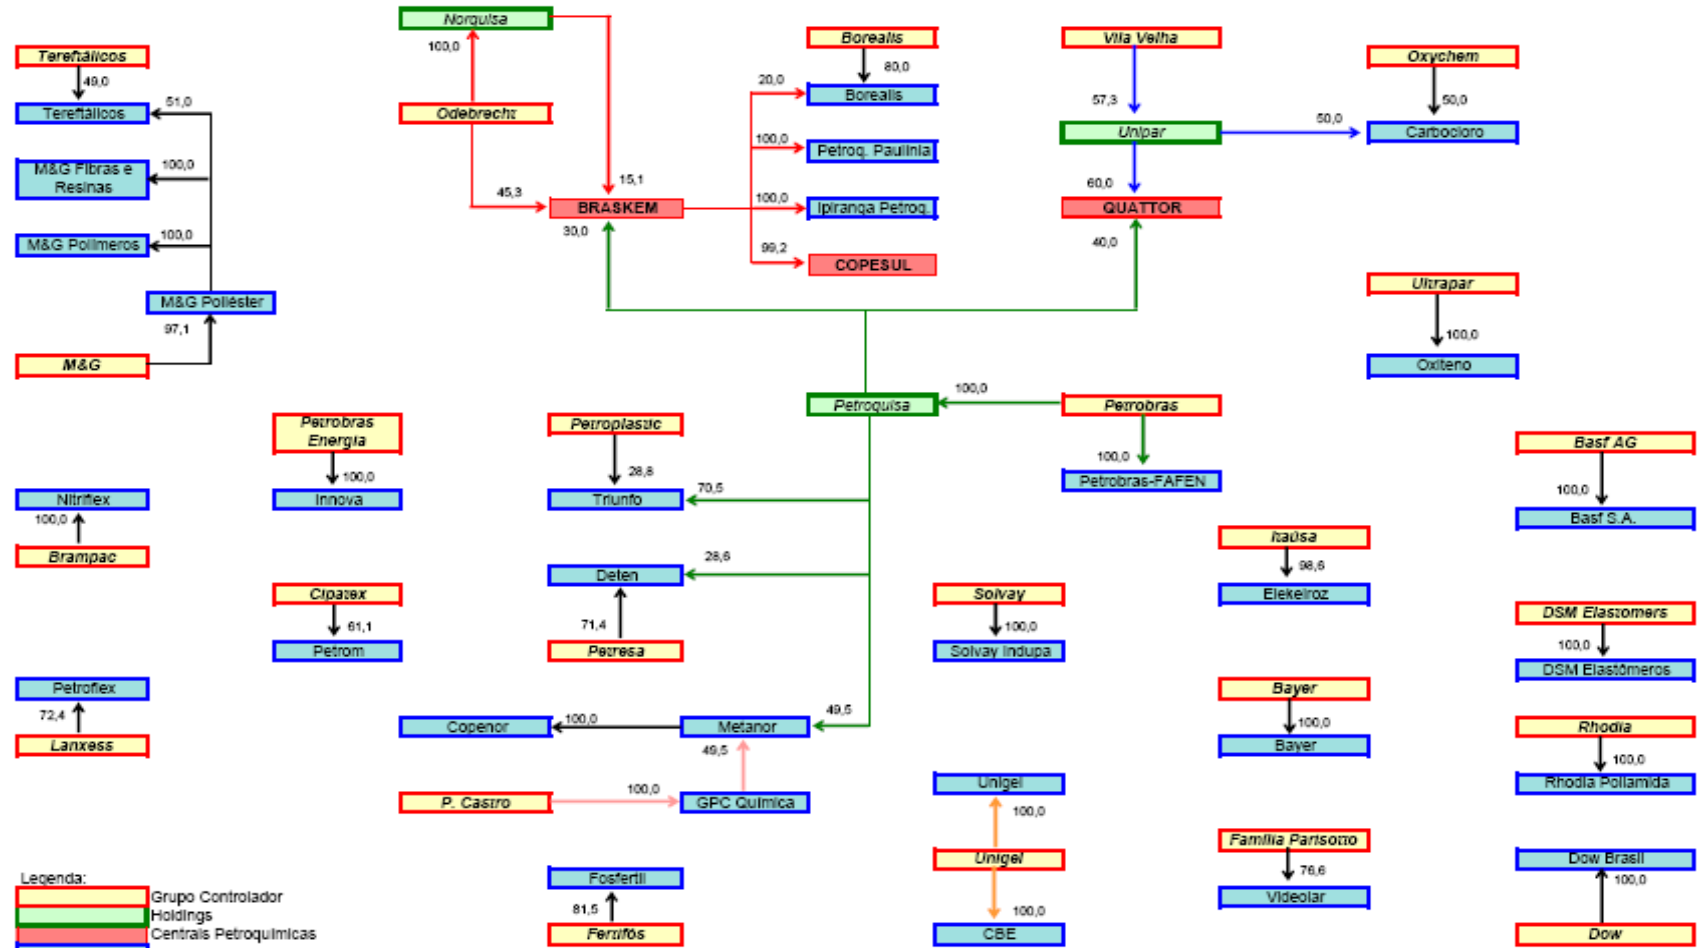 Norquisa
100,0
Odebrecht
45,3
15,1
BRASKEM
30,0
Tereftálicos
49,0
Tereftálicos
51,0
M&G Fibras e
Resinas
100,0
M&G Polímeros
100,0
M&G Poliéster
97,1
M&G
Borealis
80,0
20,0
Borealis
100,0
Petroq. Paulínia
100,0
Ipiranga Petroq.
99,2
COPESUL
Vila Velha
57,3
Unipar
50,0
60,0
QUATTOR
40,0
Oxychem
50,0
Carbocloro
Ultrapar
100,0
Oxiteno
Petroquisa
100,0
Petrobras
100,0
Petrobras-FAFEN
Petrobras
Energia
100,0
Innova
Petroplastic
28,8
Triunfo
70,5
Basf AG
100,0
Basf S.A.
Nitriflex
100,0
Brampac
Cipatex
61,1
Petrom
Deten
28,6
71,4
Petresa
Solvay
100,0
Solvay Indupa
Itaúsa
98,6
Elekeiroz
DSM Elastomers
100,0
DSM Elastômeros
Petroflex
72,4
Lanxess
Copenor
100,0
Metanor
49,5
49,5
P. Castro
100,0
GPC Química
Bayer
100,0
Bayer
Rhodia
100,0
Rhodia Poliamida
Unigel
100,0
Unigel
100,0
CBE
Família Parisotto
76,6
Videolar
Dow Brasil
100,0
Dow
Fosfertil
81,5
Fertifós
Legenda:
Grupo Controlador
Holdings
Centrais Petroquímicas